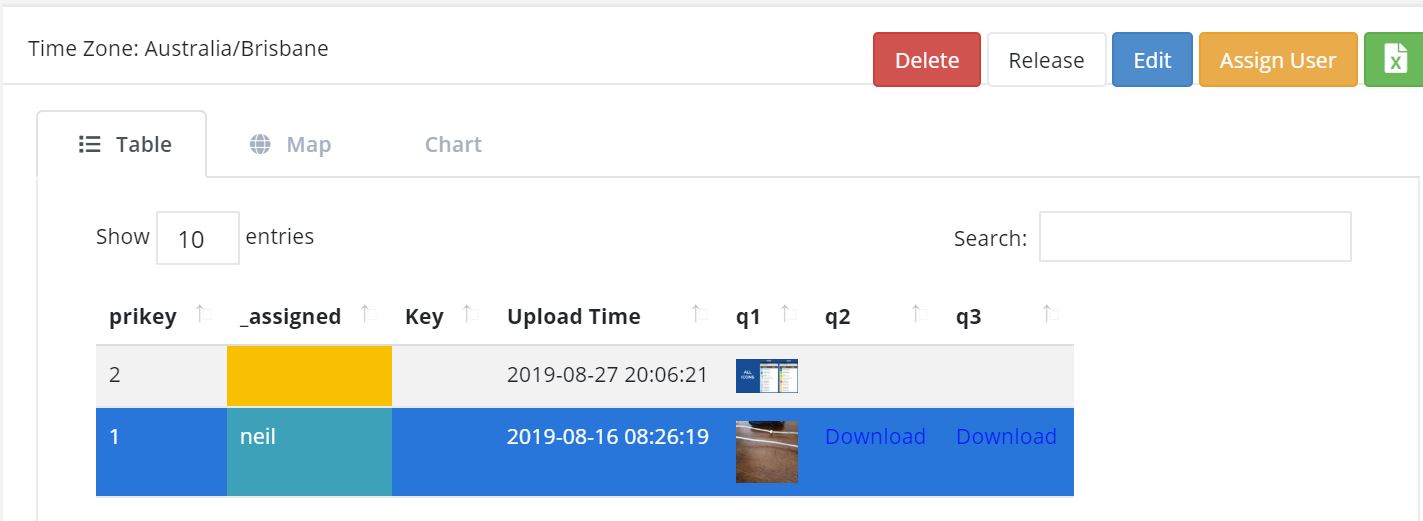 Time Zone: Australia/Brisbane
Delete Release Edit Assign User
Table Map Chart
Show 10 entries Search:
prikey _assigned Key Upload Time q1 q2 q3
2 2019-08-27 20:06:21
ALL
ICONS
1 neil 2019-08-16 08:26:19 Download Download